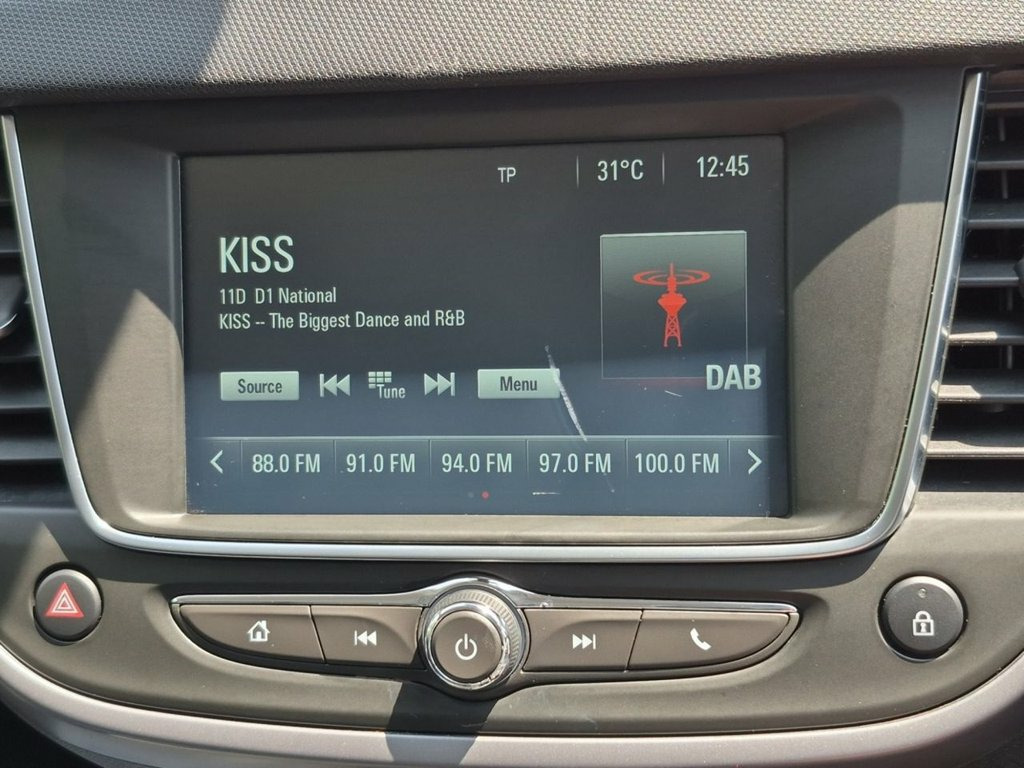 TP 31°C 12:45
KISS
11D D1 National
KISS -- The Biggest Dance and R&B
Source Tune Menu
DAB
88.0 FM 91.0 FM 94.0 FM 97.0 FM 100.0 FM